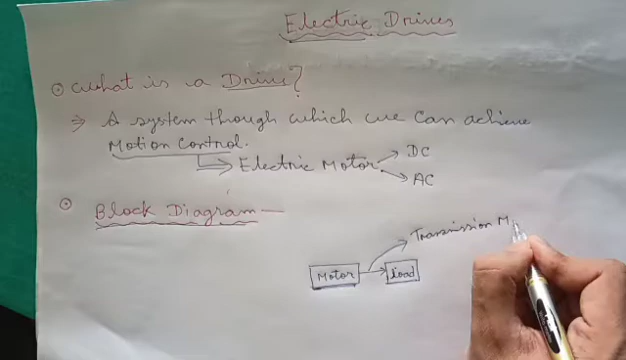 Electric Drives
What is a Drive?
⇒ A system though which we can achieve
Motion Control.
Electric Motor
DC
AC
Block Diagram —
Transmission M
Motor
Load